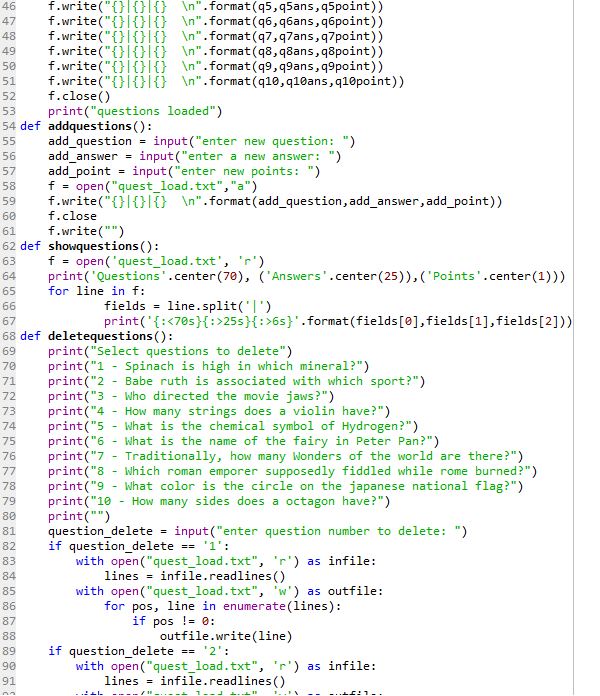 46 f.write("{}|{}|{}  \n".format(q5,q5ans,q5point))
47 f.write("{}|{}|{}  \n".format(q6,q6ans,q6point))
48 f.write("{}|{}|{}  \n".format(q7,q7ans,q7point))
49 f.write("{}|{}|{}  \n".format(q8,q8ans,q8point))
50 f.write("{}|{}|{}  \n".format(q9,q9ans,q9point))
51 f.write("{}|{}|{}  \n".format(q10,q10ans,q10point))
52 f.close()
53 print("questions loaded")
54 def addquestions():
55 add_question = input("enter new question: ")
56 add_answer = input("enter a new answer: ")
57 add_point = input("enter new points: ")
58 f = open("quest_load.txt","a")
59 f.write("{}|{}|{}  \n".format(add_question,add_answer,add_point))
60 f.close
61 f.write("")
62 def showquestions():
63 f = open('quest_load.txt', 'r')
64 print('Questions'.center(70), ('Answers'.center(25)),('Points'.center(1)))
65 for line in f:
66 fields = line.split('|')
67 print('{:<70s}{:>25s}{:>6s}'.format(fields[0],fields[1],fields[2]))
68 def deletequestions():
69 print("Select questions to delete")
70 print("1 - Spinach is high in which mineral?")
71 print("2 - Babe ruth is associated with which sport?")
72 print("3 - Who directed the movie jaws?")
73 print("4 - How many strings does a violin have?")
74 print("5 - What is the chemical symbol of Hydrogen?")
75 print("6 - What is the name of the fairy in Peter Pan?")
76 print("7 - Traditionally, how many Wonders of the world are there?")
77 print("8 - Which roman emporer supposedly fiddled while rome burned?")
78 print("9 - What color is the circle on the japanese national flag?")
79 print("10 - How many sides does a octagon have?")
80 print("")
81 question_delete = input("enter question number to delete: ")
82 if question_delete == '1':
83 with open("quest_load.txt", 'r') as infile:
84 lines = infile.readlines()
85 with open("quest_load.txt", 'w') as outfile:
86 for pos, line in enumerate(lines):
87 if pos != 0:
88 outfile.write(line)
89 if question_delete == '2':
90 with open("quest_load.txt", 'r') as infile:
91 lines = infile.readlines()